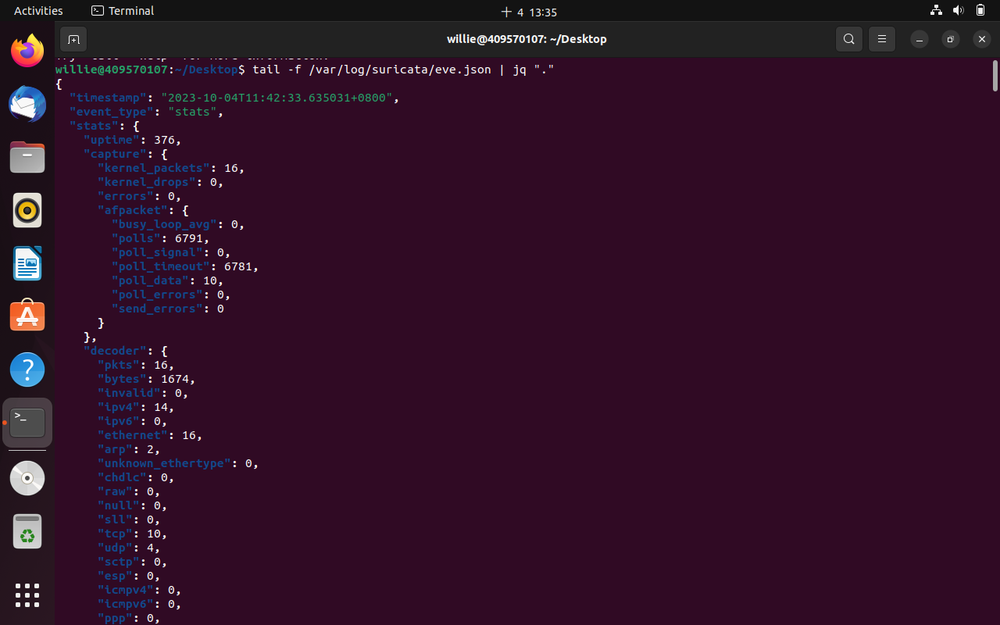 Activities
Terminal
十 4 13:35
willie@409570107: ~/Desktop
willie@409570107:~/Desktop$ tail -f /var/log/suricata/eve.json | jq "."
{
"timestamp": "2023-10-04T11:42:33.635031+0800",
"event_type": "stats",
"stats": {
"uptime": 376,
"capture": {
"kernel_packets": 16,
"kernel_drops": 0,
"errors": 0,
"afpacket": {
"busy_loop_avg": 0,
"polls": 6791,
"poll_signal": 0,
"poll_timeout": 6781,
"poll_data": 10,
"poll_errors": 0,
"send_errors": 0
}
},
"decoder": {
"pkts": 16,
"bytes": 1674,
"invalid": 0,
"ipv4": 14,
"ipv6": 0,
"ethernet": 16,
"arp": 2,
"unknown_ethertype": 0,
"chdlc": 0,
"raw": 0,
"null": 0,
"sll": 0,
"tcp": 10,
"udp": 4,
"sctp": 0,
"esp": 0,
"icmpv4": 0,
"icmpv6": 0,
"ppp": 0,